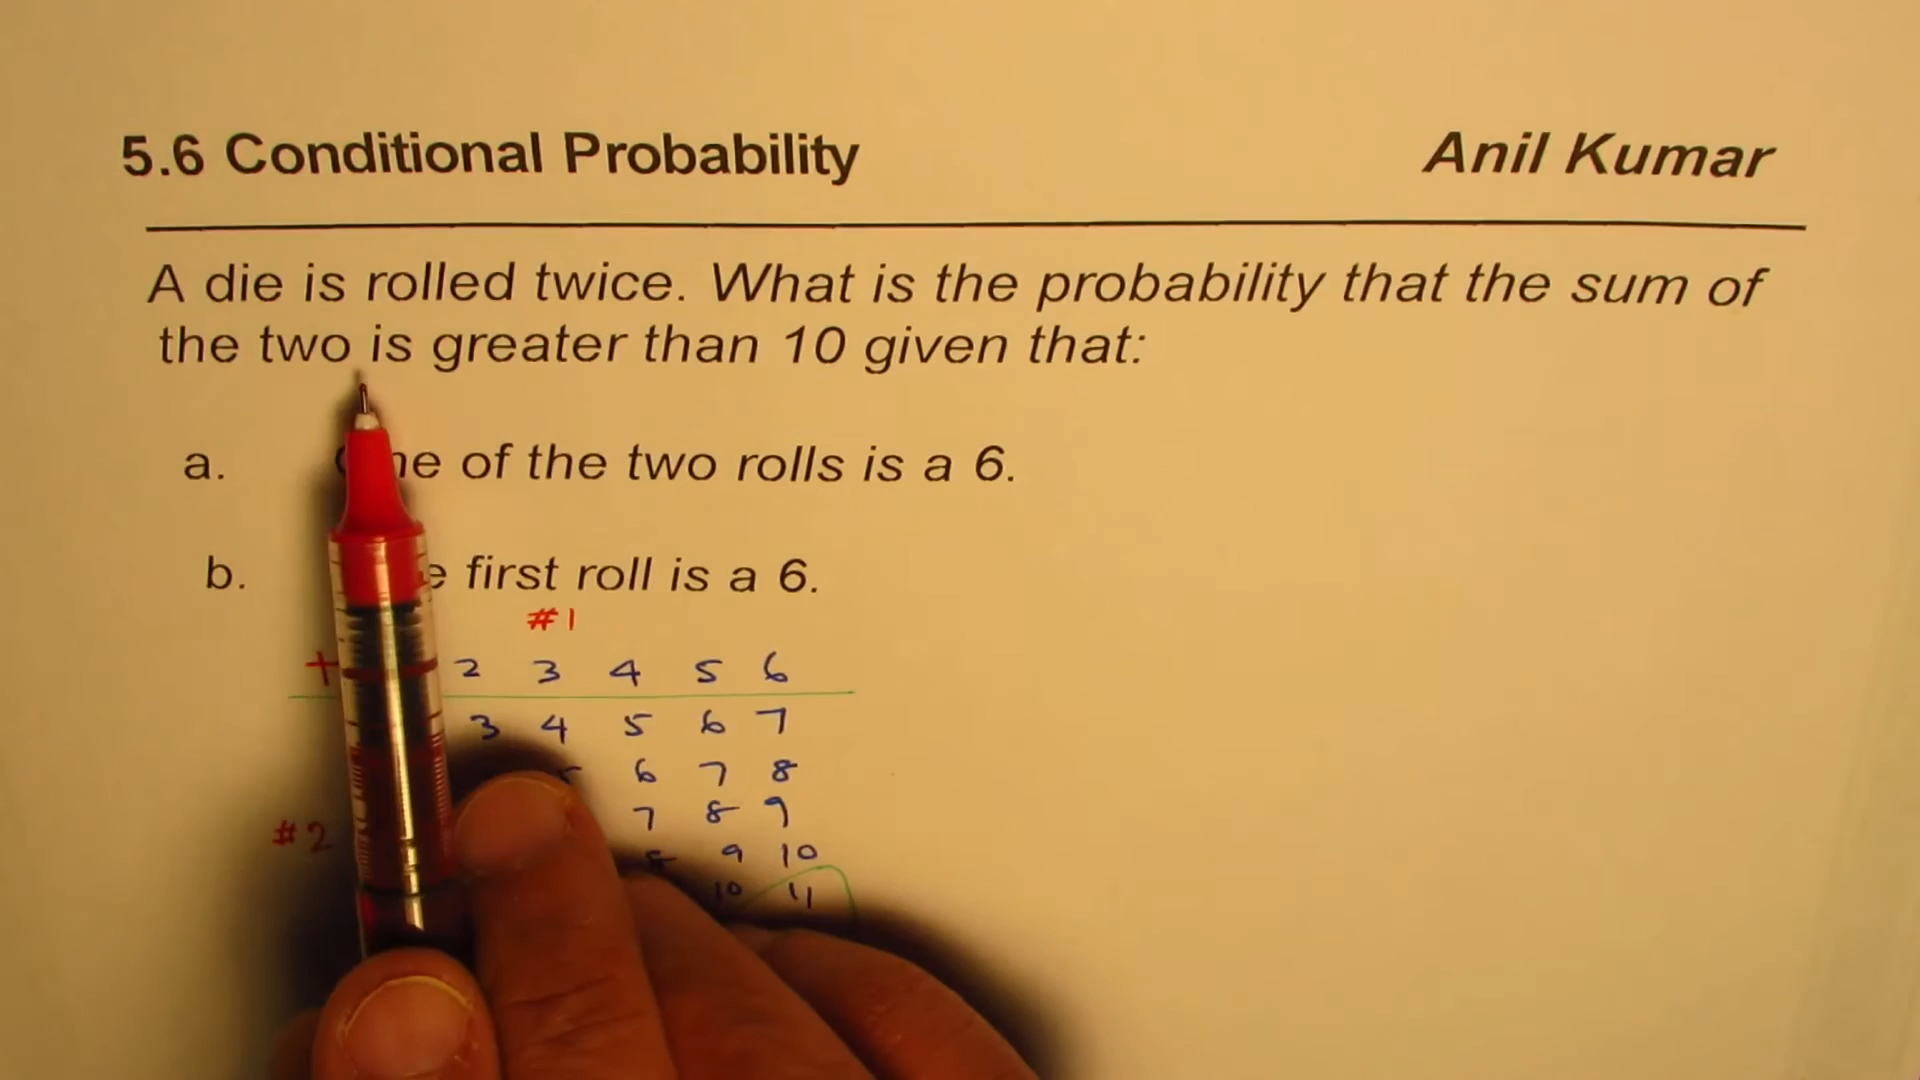 5.6 Conditional Probability Anil Kumar
A die is rolled twice. What is the probability that the sum of
the two is greater than 10 given that:
a. of the two rolls is a 6.
b. first roll is a 6.
#1
+ 2 3 4 5 6
3 4 5 6 7
5 6 7 8
7 8 9
#2 8 9 10
10 11